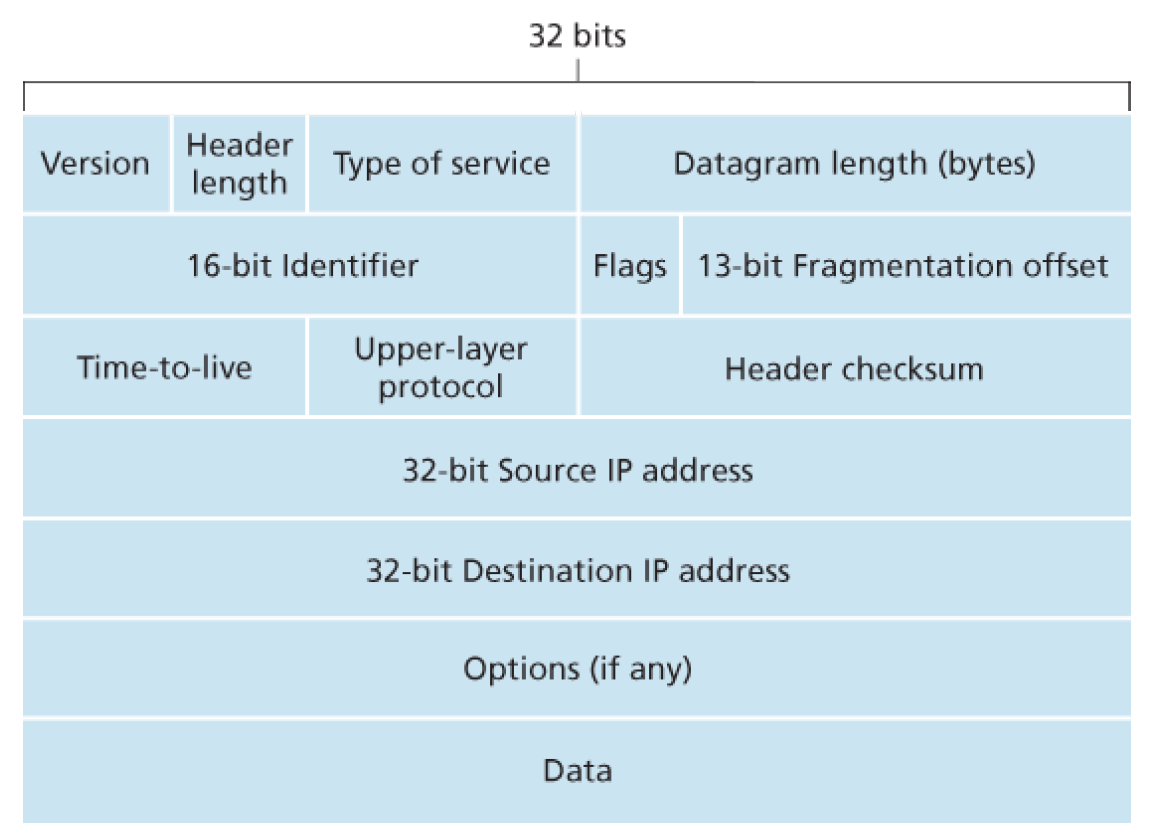 32 bits
Version
Header
length
Type of service
Datagram length (bytes)
16-bit Identifier
Flags
13-bit Fragmentation offset
Time-to-live
Upper-layer
protocol
Header checksum
32-bit Source IP address
32-bit Destination IP address
Options (if any)
Data